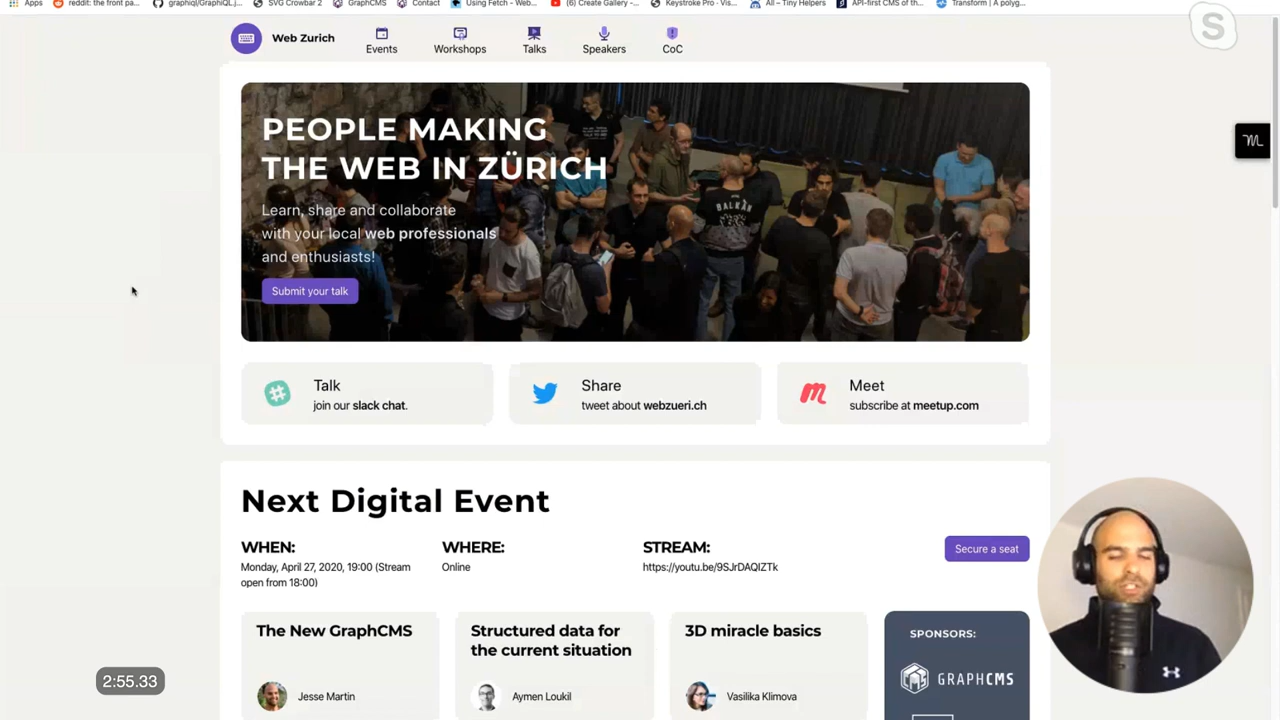 Apps
reddit: the front pa...
graphiql/GraphiQL.j...
SVG Crowbar 2
GraphCMS
Contact
Using Fetch - Web...
(6) Create Gallery -...
Keystroke Pro · Vis...
All – Tiny Helpers
API-first CMS of th...
Transform | A polyg...
S
Web Zurich
Events
Workshops
Talks
Speakers
CoC
PEOPLE MAKING
THE WEB IN ZÜRICH
Learn, share and collaborate
with your local web professionals
and enthusiasts!
Submit your talk
BALKAN
Talk
join our slack chat.
Share
tweet about webzueri.ch
Meet
subscribe at meetup.com
Next Digital Event
WHEN:
Monday, April 27, 2020, 19:00 (Stream
open from 18:00)
WHERE:
Online
STREAM:
https://youtu.be/9SJrDAQIZTk
Secure a seat
The New GraphCMS
Jesse Martin
Structured data for
the current situation
Aymen Loukil
3D miracle basics
Vasilika Klimova
SPONSORS:
GRAPHCMS
2:55.33